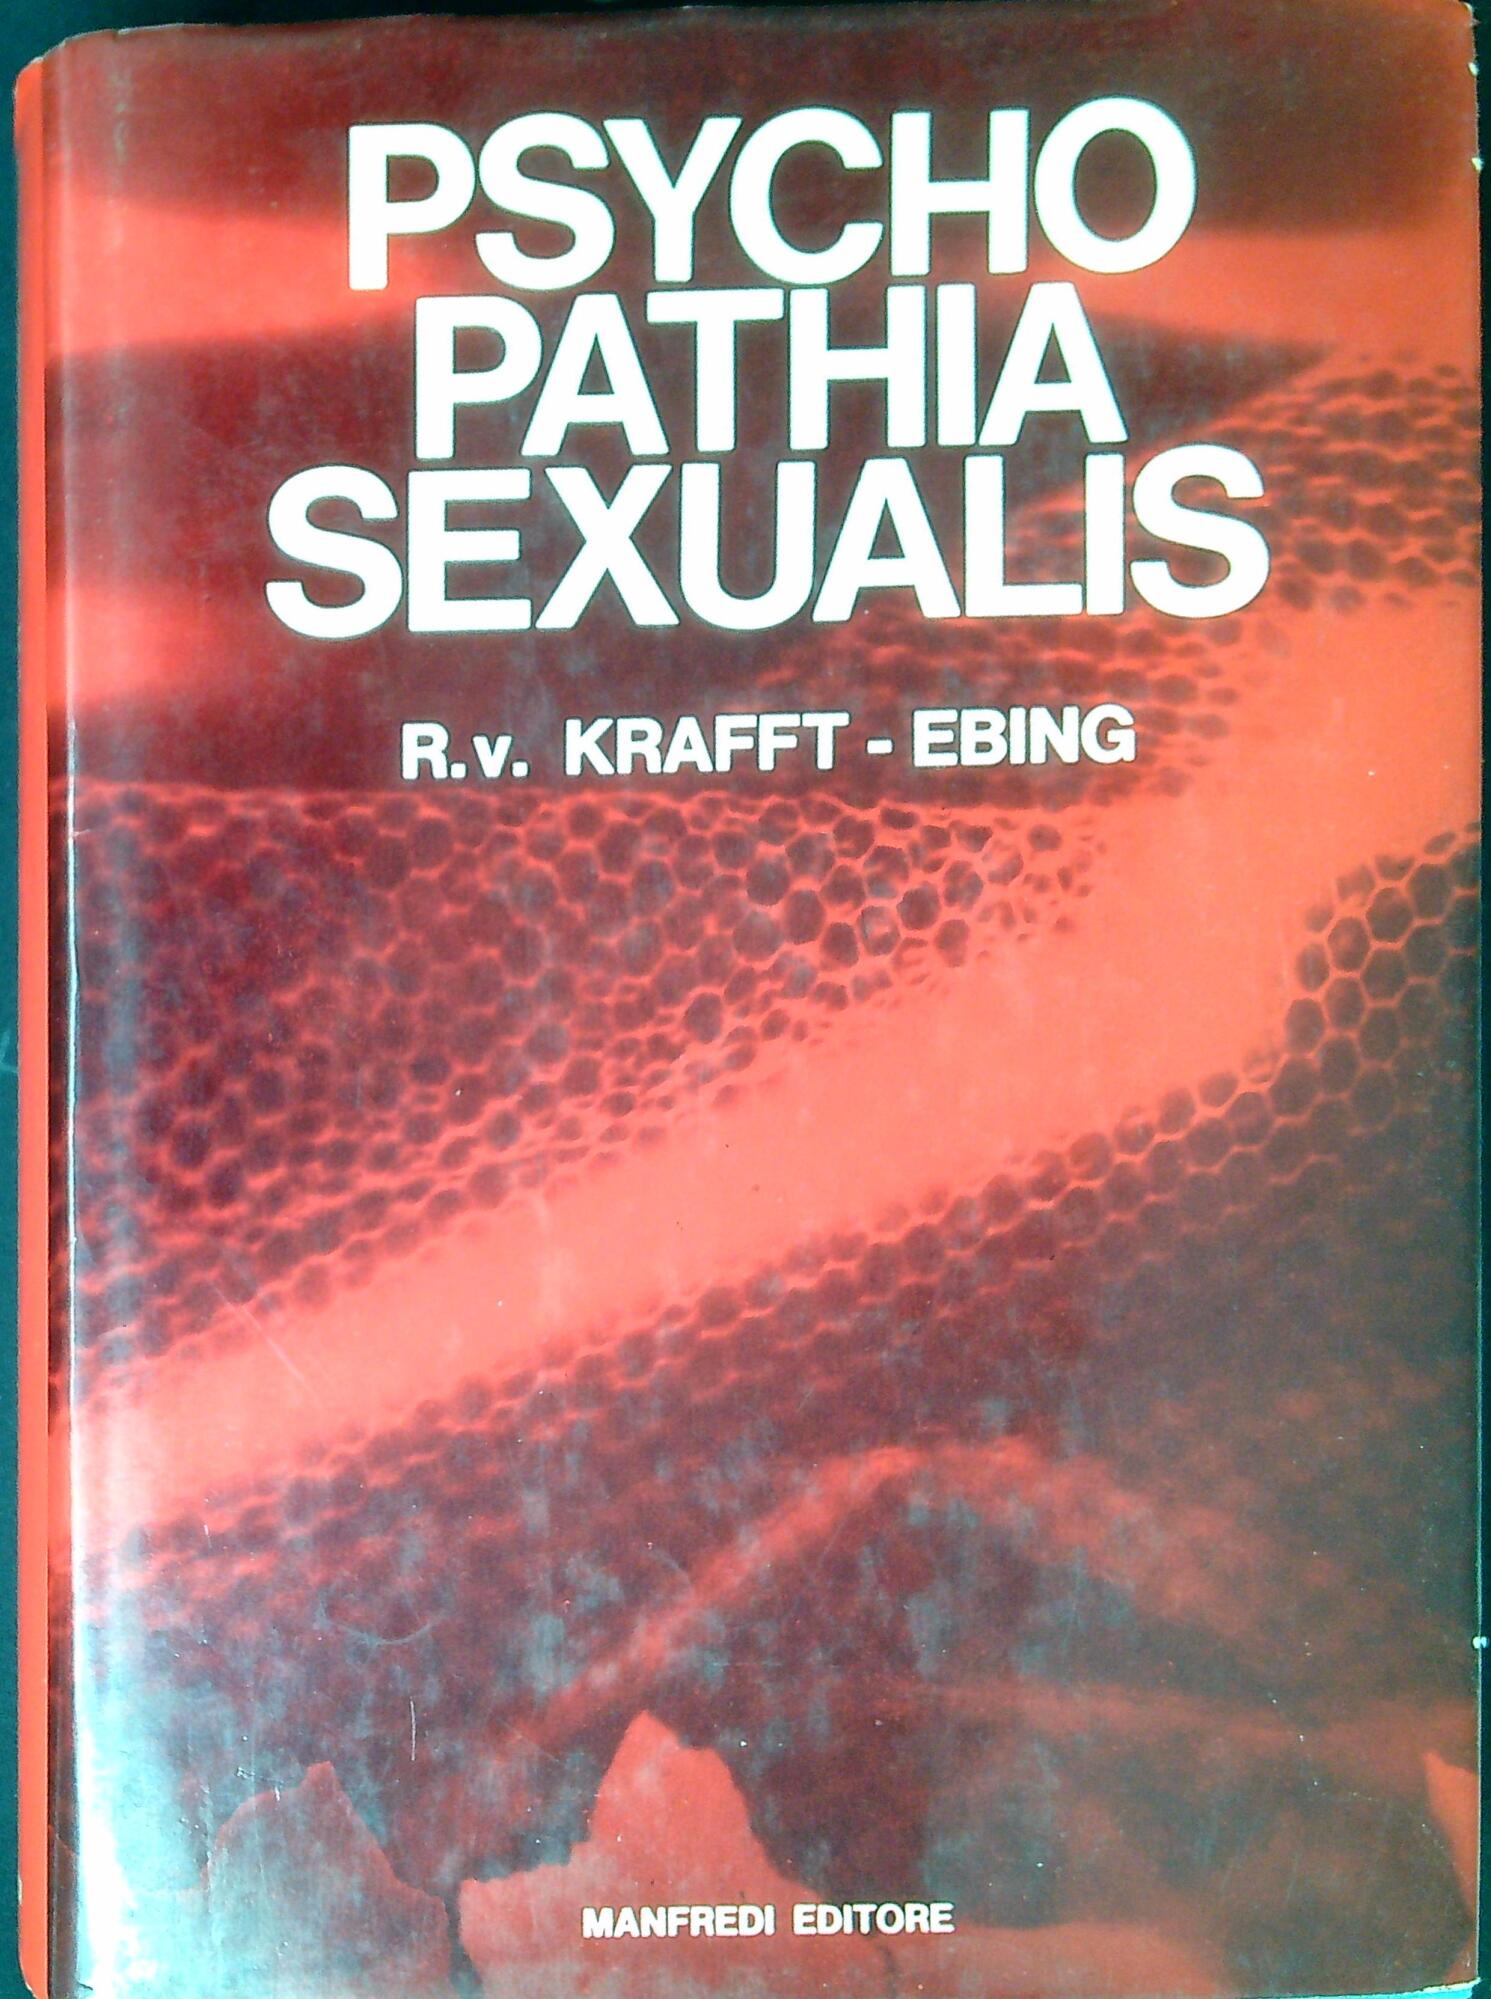 PSYCHO
PATHIA
SEXUALIS
R.v. KRAFFT - EBING
MANFREDI EDITORE